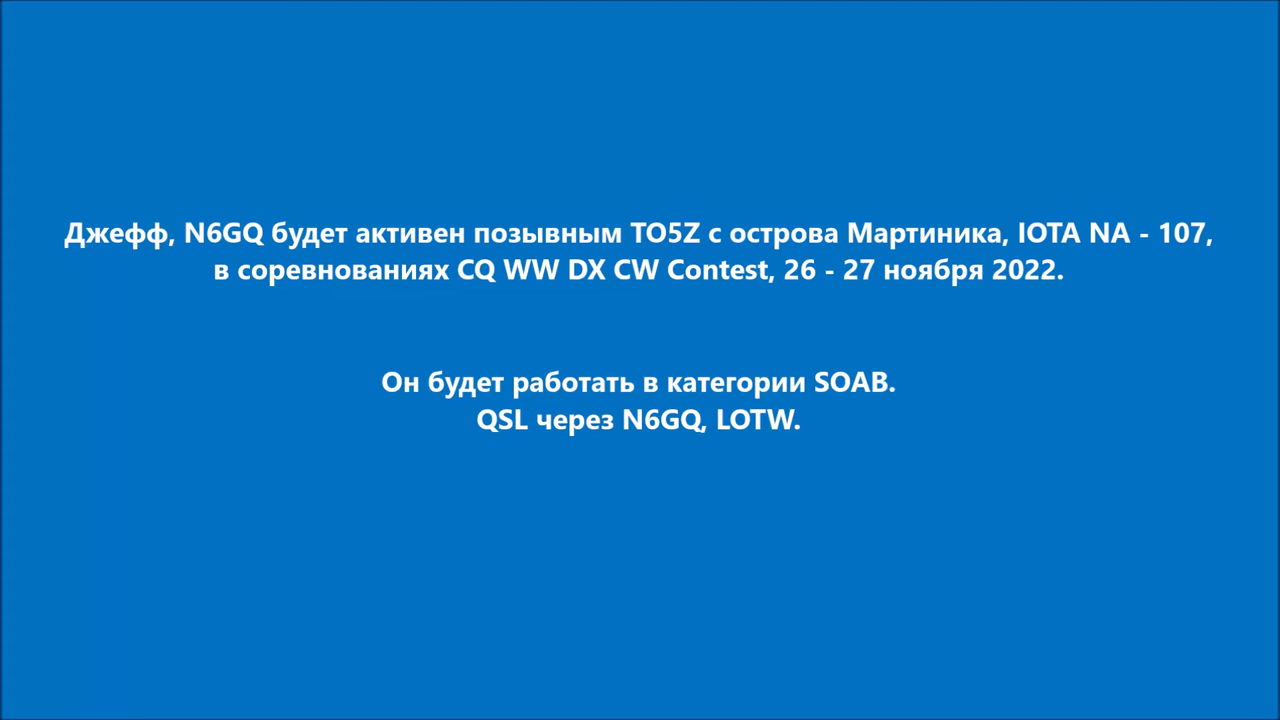 Джефф, N6GQ будет активен позывным TO5Z с острова Мартиника, IOTA NA - 107,
в соревнованиях CQ WW DX CW Contest, 26 - 27 ноября 2022.
Он будет работать в категории SOAB.
QSL через N6GQ, LOTW.